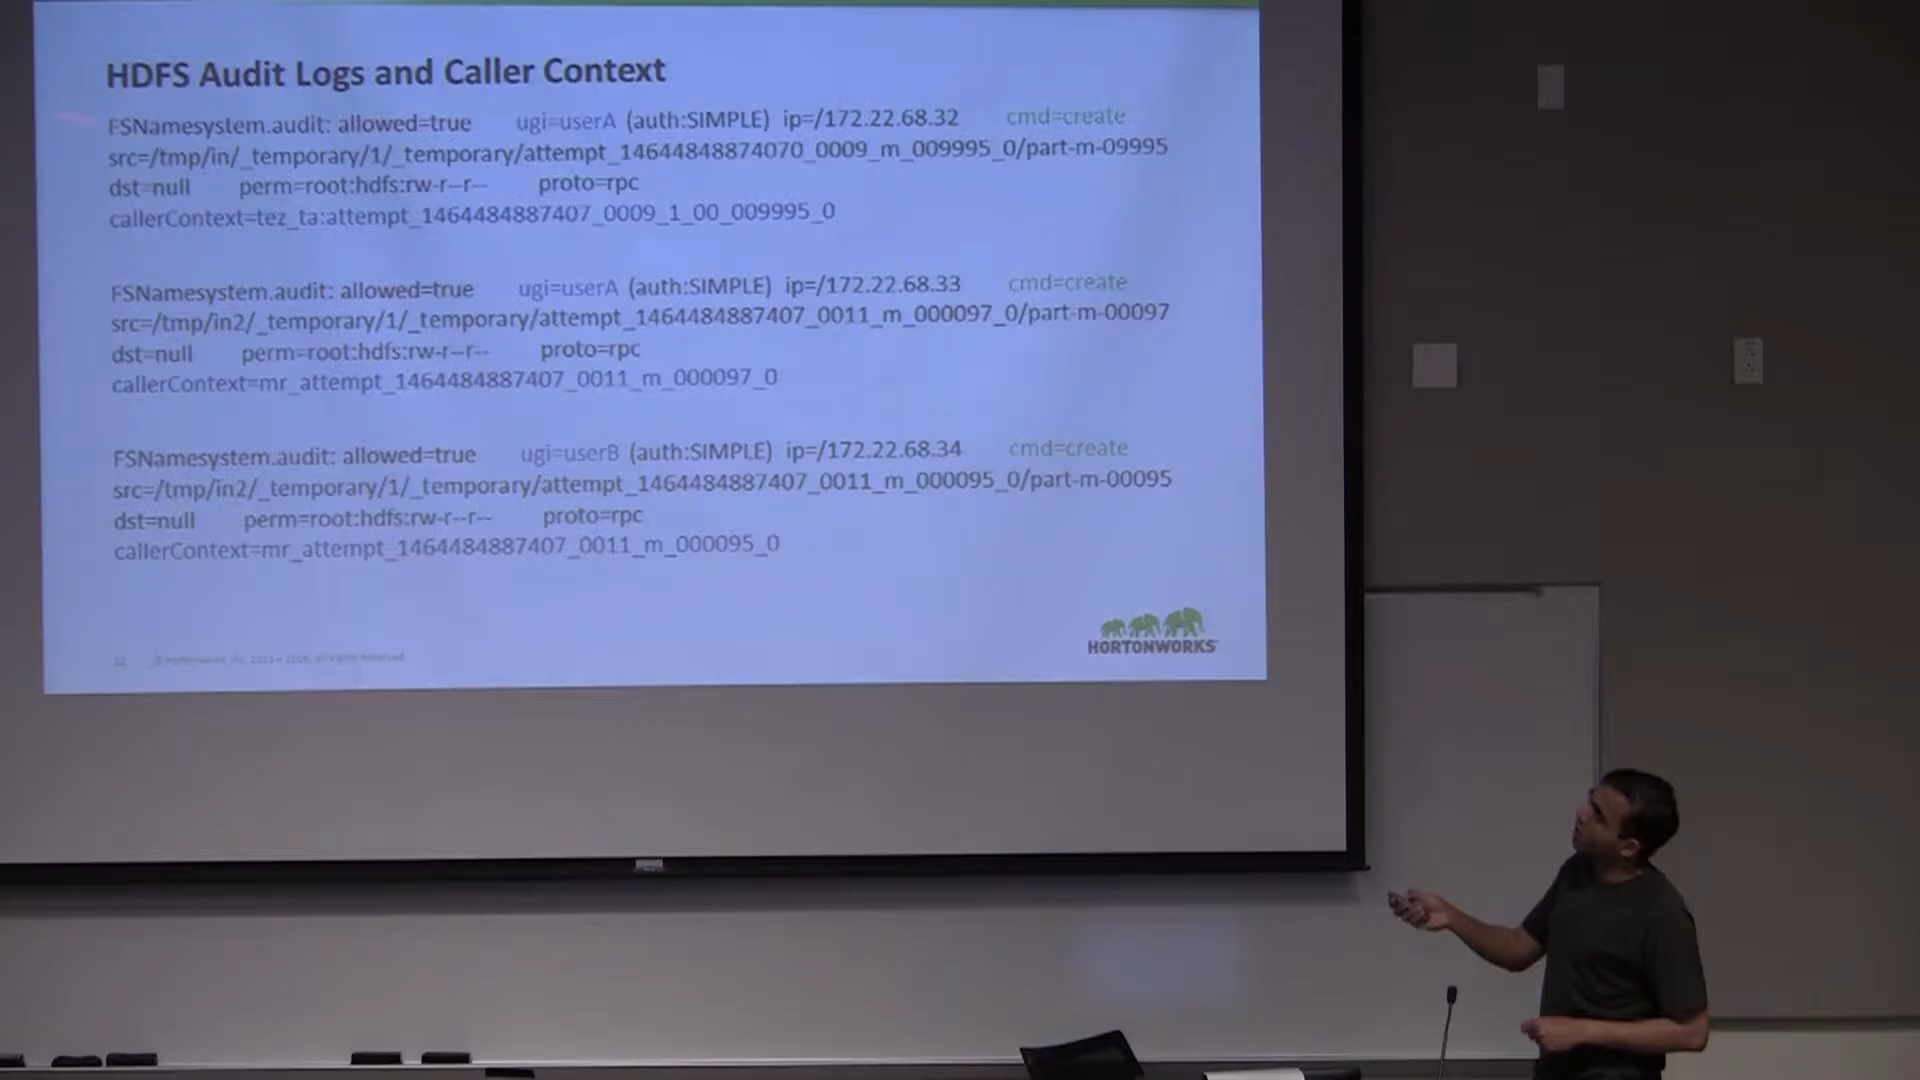 HDFS Audit Logs and Caller Context
FSNamesystem.audit: allowed=true ugi=userA (auth:SIMPLE) ip=/172.22.68.32 cmd=create
src=/tmp/in/_temporary/1/_temporary/attempt_14644848874070_0009_m_009995_0/part-m-09995
dst=null perm=root:hdfs:rw-r--r-- proto=rpc
callerContext=tez_ta:attempt_1464484887407_0009_1_00_009995_0
FSNamesystem.audit: allowed=true ugi=userA (auth:SIMPLE) ip=/172.22.68.33 cmd=create
src=/tmp/in2/_temporary/1/_temporary/attempt_1464484887407_0011_m_000097_0/part-m-00097
dst=null perm=root:hdfs:rw-r--r-- proto=rpc
callerContext=mr_attempt_1464484887407_0011_m_000097_0
FSNamesystem.audit: allowed=true ugi=userB (auth:SIMPLE) ip=/172.22.68.34 cmd=create
src=/tmp/in2/_temporary/1/_temporary/attempt_1464484887407_0011_m_000095_0/part-m-00095
dst=null perm=root:hdfs:rw-r--r-- proto=rpc
callerContext=mr_attempt_1464484887407_0011_m_000095_0
HORTONWORKS
All Rights Reserved